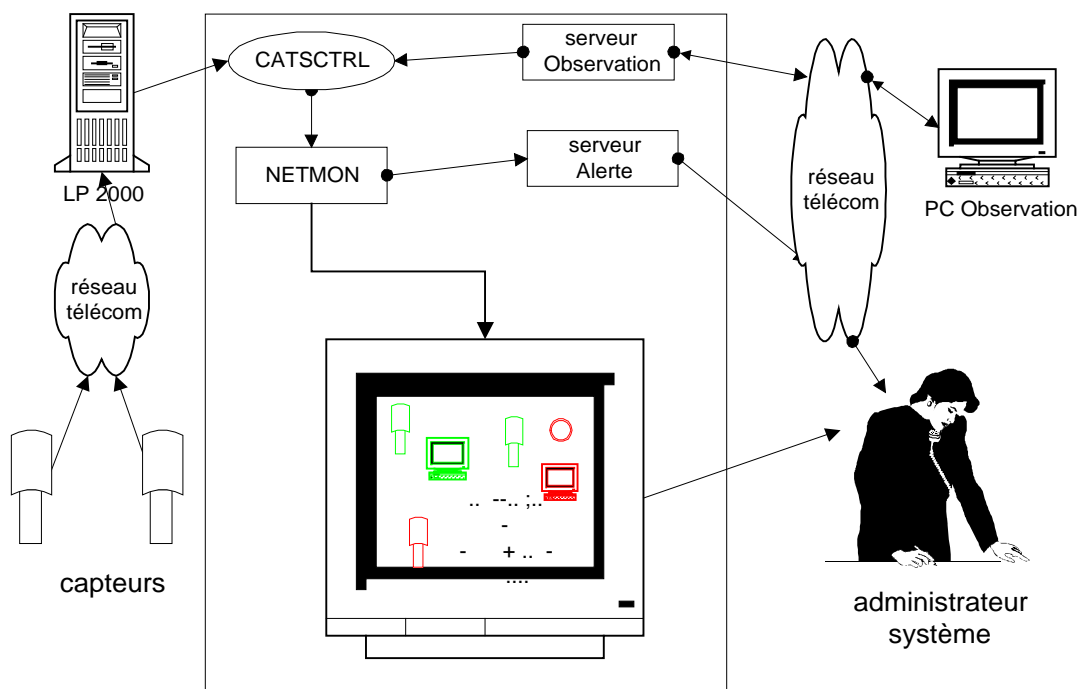 serveur
Observation
CATSCTRL
serveur
Alerte
NETMON
LP 2000
réseau
télécom
PC Observation
réseau
télécom
.. --.. ;..
-
- + .. -
....
capteurs
administrateur
système